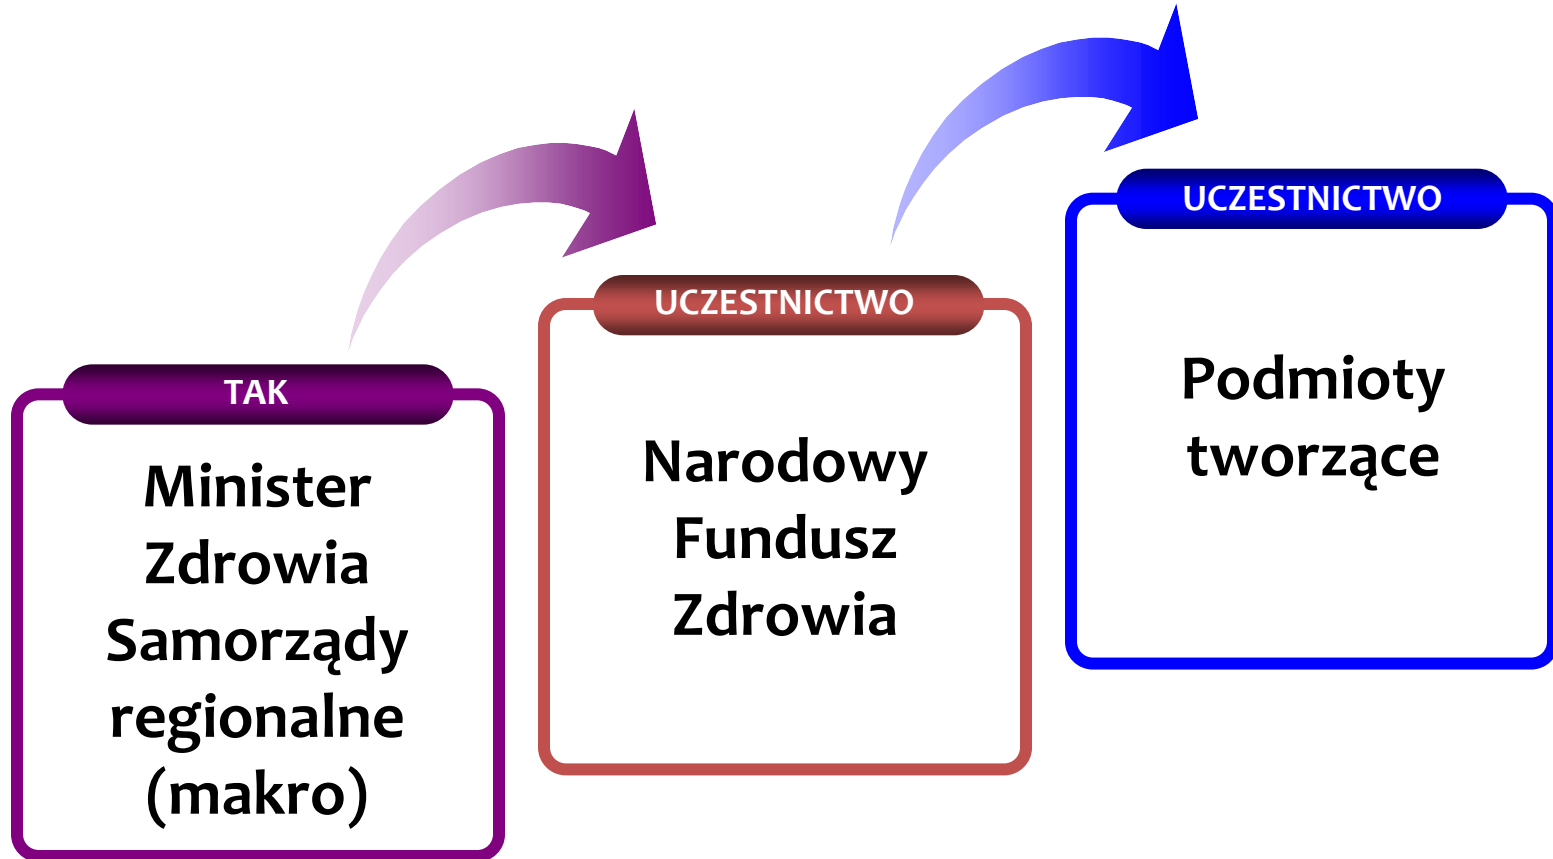 TAK
Minister
Zdrowia
Samorządy
regionalne
(makro)
UCZESTNICTWO
Narodowy
Fundusz
Zdrowia
UCZESTNICTWO
Podmioty
tworzące